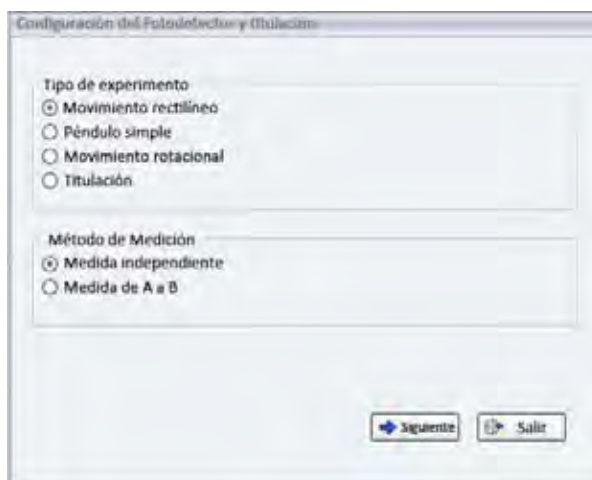 Configuración del Fotodetector y titulación
Tipo de experimento
Movimiento rectilíneo
Péndulo simple
Movimiento rotacional
Titulación
Método de Medición
Medida independiente
Medida de A a B
Siguiente
Salir